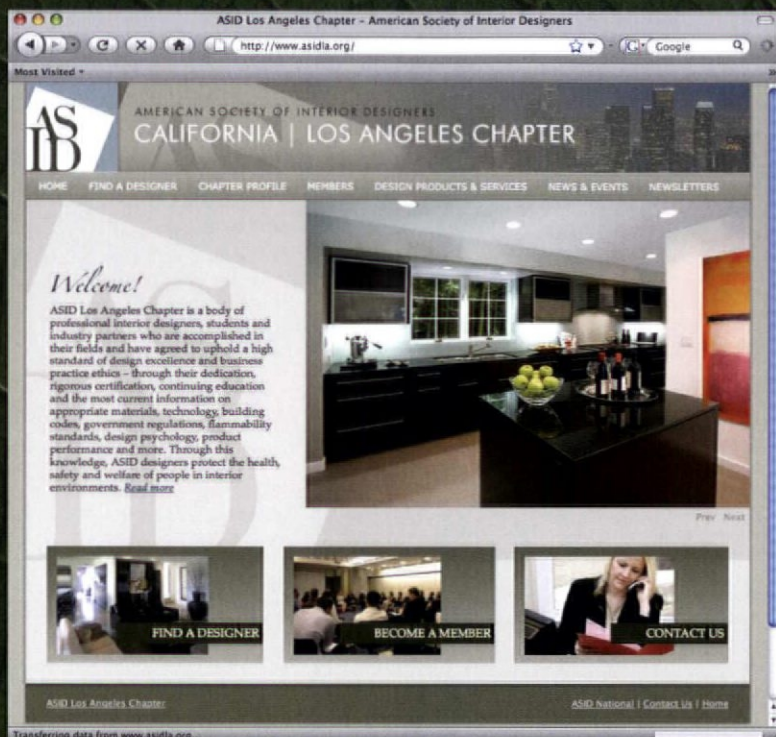 ASID Los Angeles Chapter – American Society of Interior Designers
http://www.asidla.org/
Google
Most Visited
ASID
AMERICAN SOCIETY OF INTERIOR DESIGNERS
CALIFORNIA | LOS ANGELES CHAPTER
HOME FIND A DESIGNER CHAPTER PROFILE MEMBERS DESIGN PRODUCTS & SERVICES NEWS & EVENTS NEWSLETTERS
Welcome!
ASID Los Angeles Chapter is a body of
professional interior designers, students and
industry partners who are accomplished in
their fields and have agreed to uphold a high
standard of design excellence and business
practice ethics – through their dedication,
rigorous certification, continuing education
and the most current information on
appropriate materials, technology, building
codes, government regulations, flammability
standards, design psychology, product
performance and more. Through this
knowledge, ASID designers protect the health,
safety and welfare of people in interior
environments. Read more
Prev Next
FIND A DESIGNER
BECOME A MEMBER
CONTACT US
ASID Los Angeles Chapter
ASID National | Contact Us | Home
Transferring data from www.asidla.org